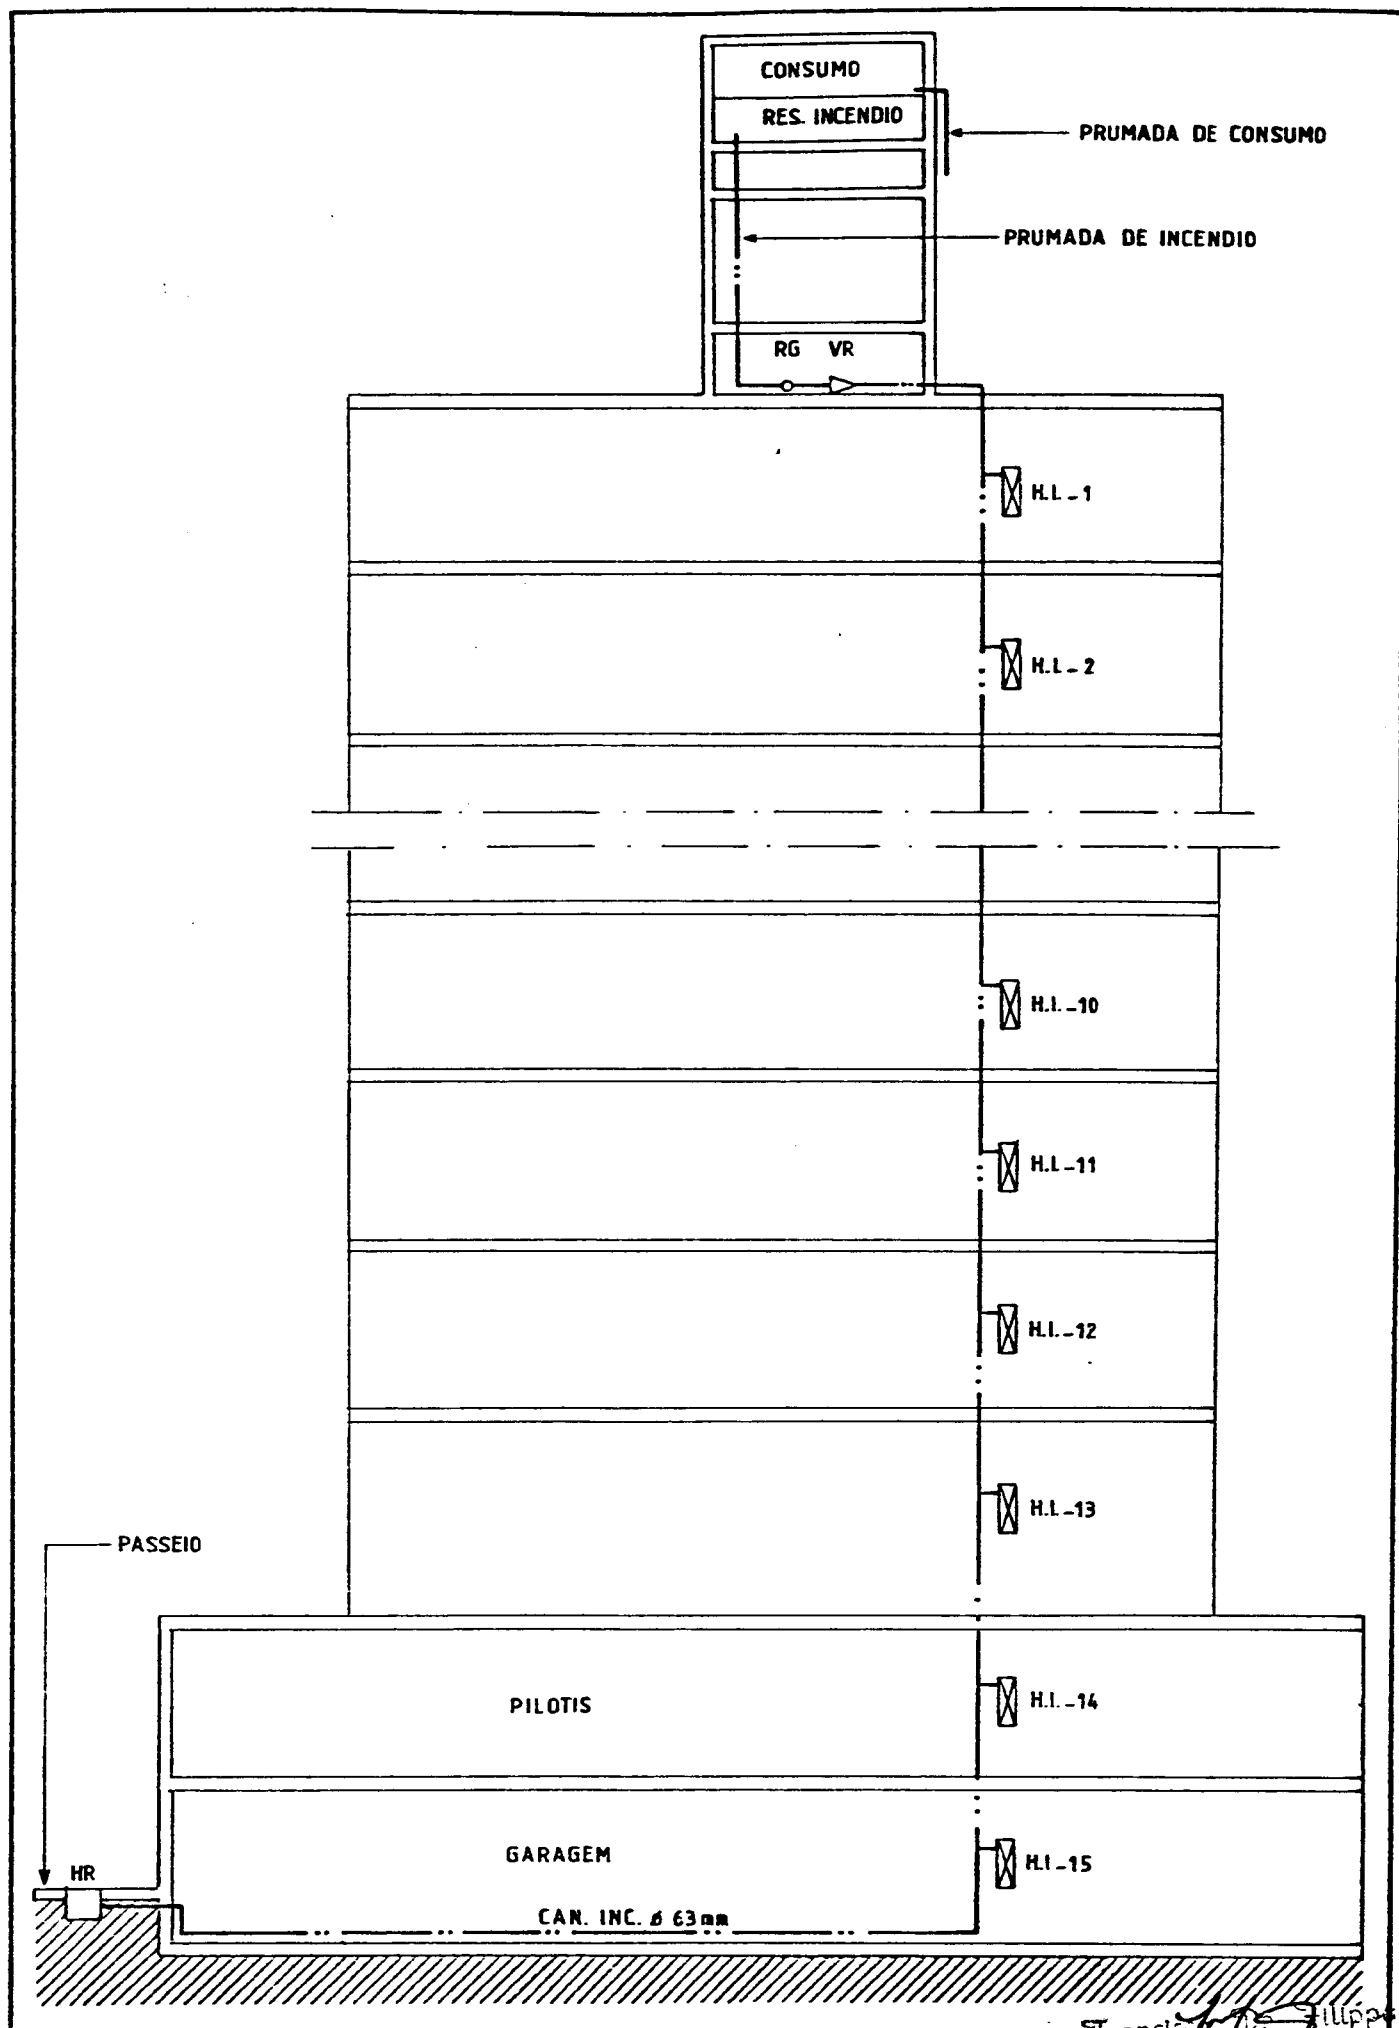 CONSUMO
RES. INCENDIO
PRUMADA DE CONSUMO
PRUMADA DE INCENDIO
RG VR
H.I. - 1
H.I. - 2
H.I. - 10
H.I. - 11
H.I. - 12
H.I. - 13
PASSEIO
PILOTIS
H.I. - 14
GARAGEM
H.I. - 15
HR
CAN. INC. ø 63mm